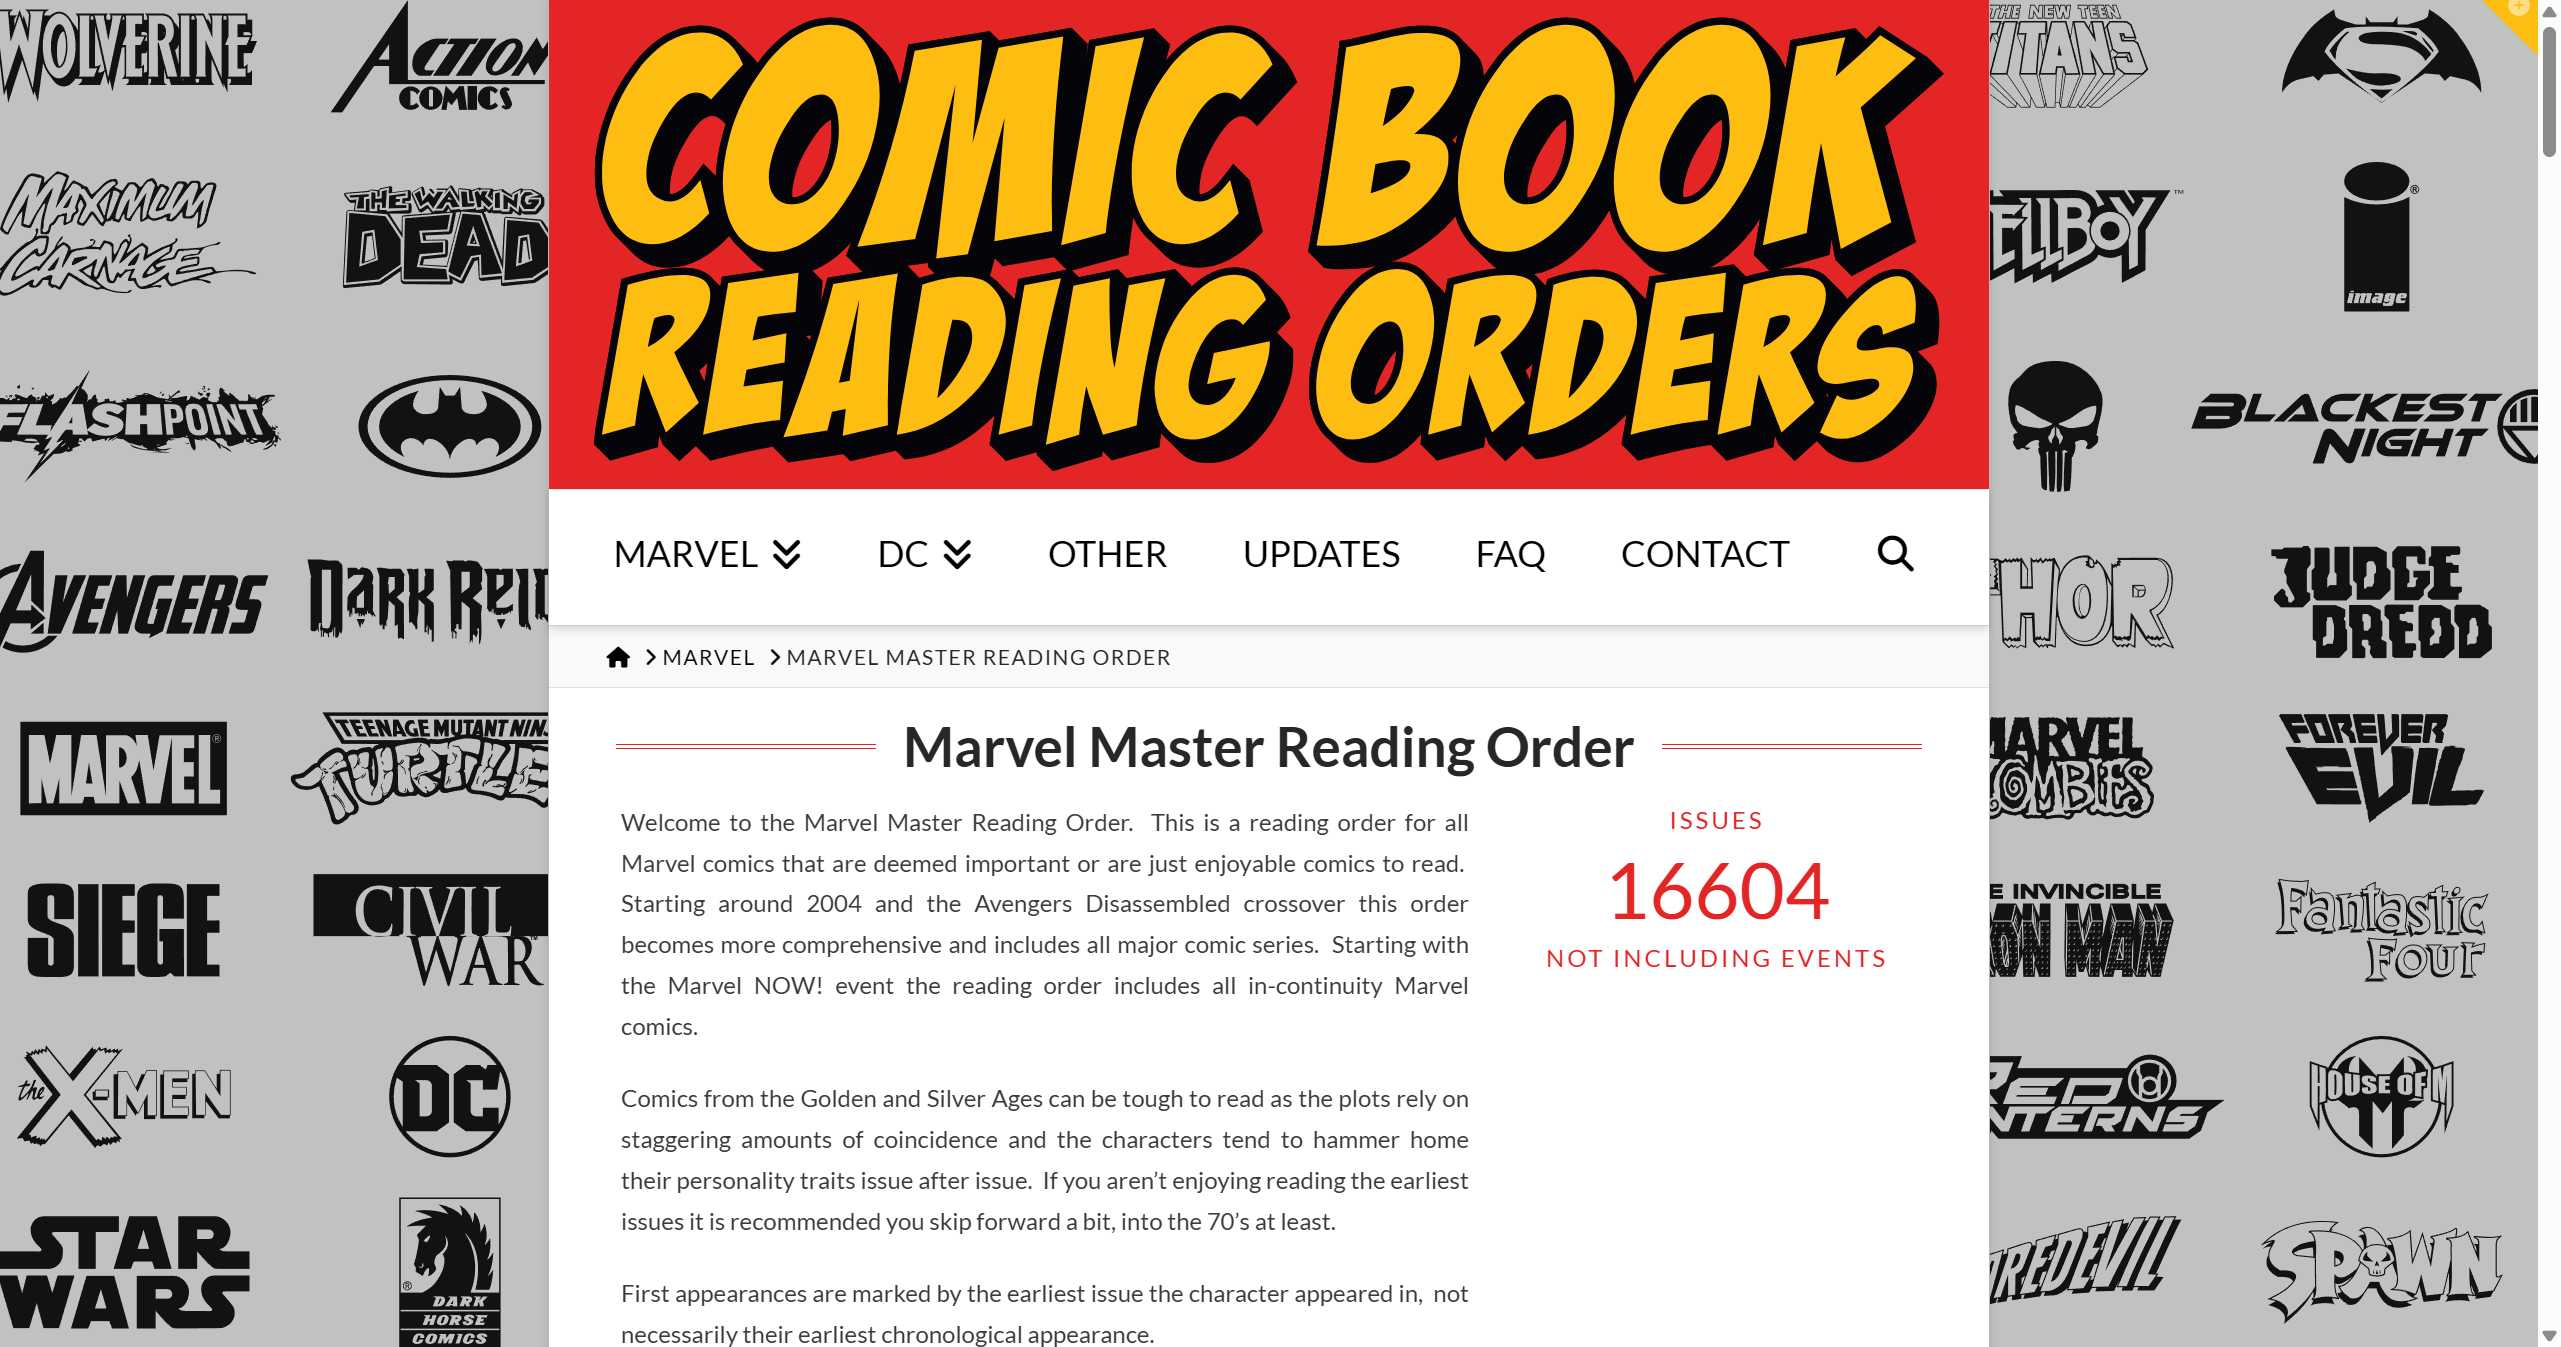 COMIC BOOK
READING ORDERS
MARVEL DC OTHER UPDATES FAQ CONTACT
MARVEL MARVEL MASTER READING ORDER
Marvel Master Reading Order
Welcome to the Marvel Master Reading Order. This is a reading order for all
Marvel comics that are deemed important or are just enjoyable comics to read.
Starting around 2004 and the Avengers Disassembled crossover this order
becomes more comprehensive and includes all major comic series. Starting with
the Marvel NOW! event the reading order includes all in-continuity Marvel
comics.
Comics from the Golden and Silver Ages can be tough to read as the plots rely on
staggering amounts of coincidence and the characters tend to hammer home
their personality traits issue after issue. If you aren’t enjoying reading the earliest
issues it is recommended you skip forward a bit, into the 70’s at least.
First appearances are marked by the earliest issue the character appeared in, not
necessarily their earliest chronological appearance.
ISSUES
16604
NOT INCLUDING EVENTS
WOLVERINE
ACTION
COMICS
MAXIMUM
CARNAGE
THE WALKING
DEAD
FLASHPOINT
AVENGERS
DARK REIG
MARVEL®
TEENAGE MUTANT NIN
TURTLE
SIEGE
CIVIL
WAR™
the X-MEN
DC
STAR
WARS
®
DARK
HORSE
COMICS
THE NEW TEEN
TITANS
ELLBOY™
®
image
BLACKEST
NIGHT
HOR
JUDGE
DREDD
MARVEL
ZOMBIES
FOREVER
EVIL
E INVINCIBLE
RON MAN
Fantastic
Four
RED
NTERNS
HOUSE OF M
AREDEVIL
SPAWN